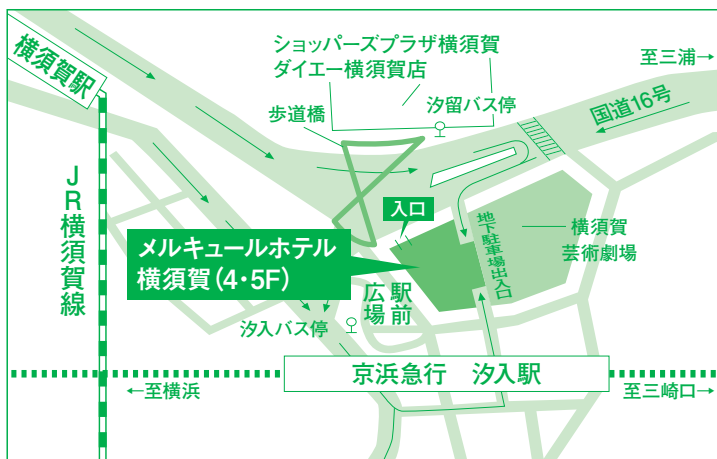 ショッパーズプラザ横須賀
ダイエー横須賀店
至三浦→
横須賀駅
歩道橋
汐留バス停
国道16号
JR横須賀線
入口
地下駐車場出入口
横須賀
芸術劇場
メルキュールホテル
横須賀(4・5F)
駅前
広場
汐入バス停
京浜急行 汐入駅
←至横浜
至三崎口→